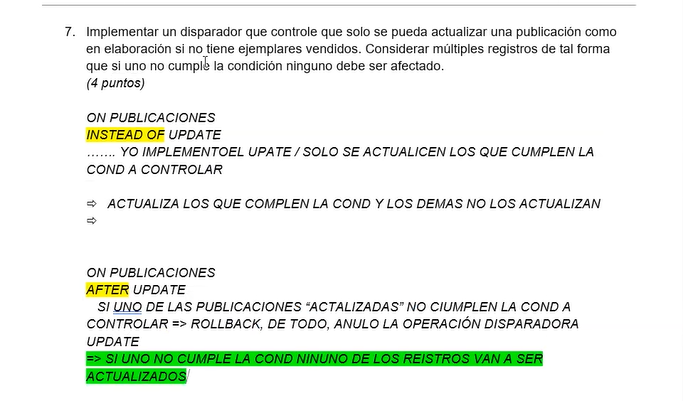 7. Implementar un disparador que controle que solo se pueda actualizar una publicación como
en elaboración si no tiene ejemplares vendidos. Considerar múltiples registros de tal forma
que si uno no cumple la condición ninguno debe ser afectado.
(4 puntos)
ON PUBLICACIONES
INSTEAD OF UPDATE
……. YO IMPLEMENTOEL UPATE / SOLO SE ACTUALICEN LOS QUE CUMPLEN LA
COND A CONTROLAR
⇨ ACTUALIZA LOS QUE COMPLEN LA COND Y LOS DEMAS NO LOS ACTUALIZAN
⇨
ON PUBLICACIONES
AFTER UPDATE
SI UNO DE LAS PUBLICACIONES “ACTALIZADAS” NO CIUMPLEN LA COND A
CONTROLAR => ROLLBACK, DE TODO, ANULO LA OPERACIÓN DISPARADORA
UPDATE
=> SI UNO NO CUMPLE LA COND NINUNO DE LOS REISTROS VAN A SER
ACTUALIZADOS